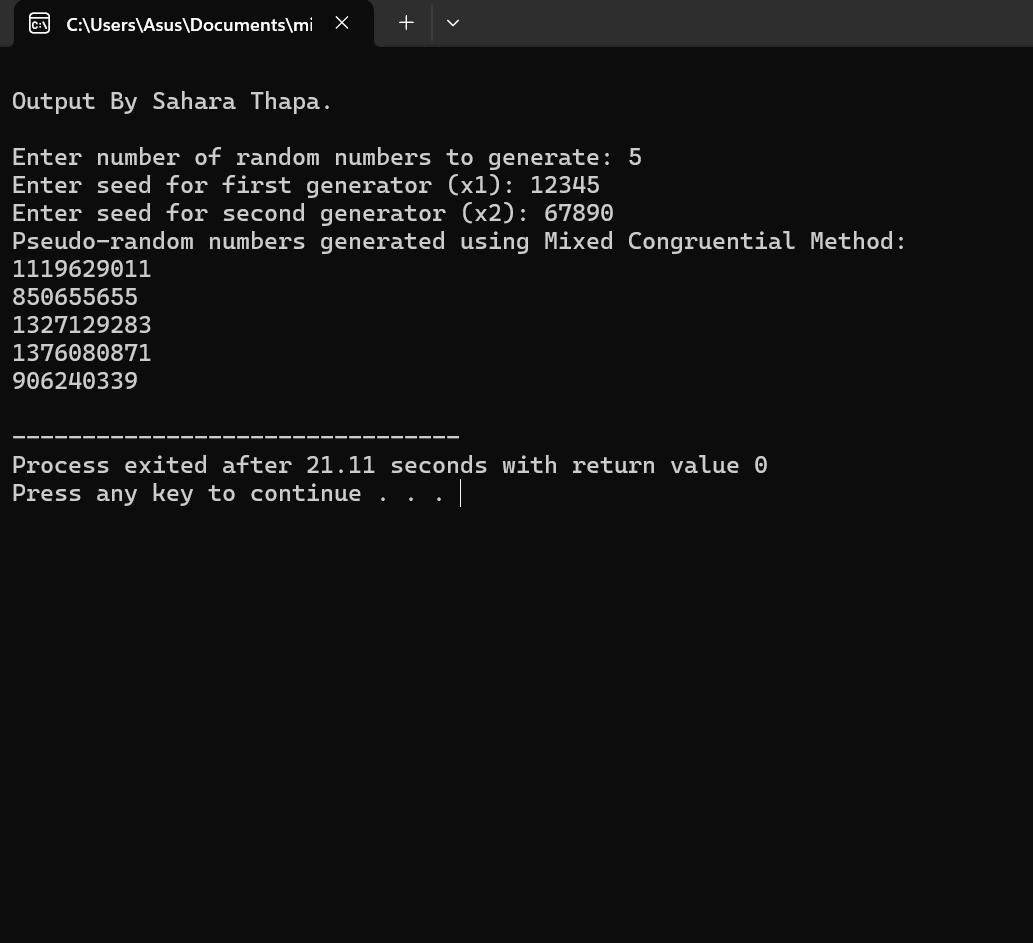 C:\Users\Asus\Documents\mi
Output By Sahara Thapa.
Enter number of random numbers to generate: 5
Enter seed for first generator (x1): 12345
Enter seed for second generator (x2): 67890
Pseudo-random numbers generated using Mixed Congruential Method:
1119629011
850655655
1327129283
1376080871
906240339
--------------------------------
Process exited after 21.11 seconds with return value 0
Press any key to continue . . .